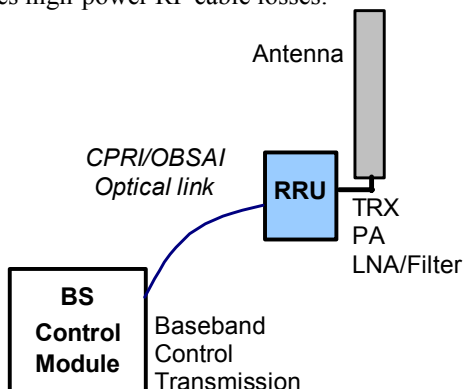 high power RF cable losses.
Antenna
CPRI/OBSAI
Optical link
RRU
TRX
PA
LNA/Filter
BS
Control
Module
Baseband
Control
Transmission